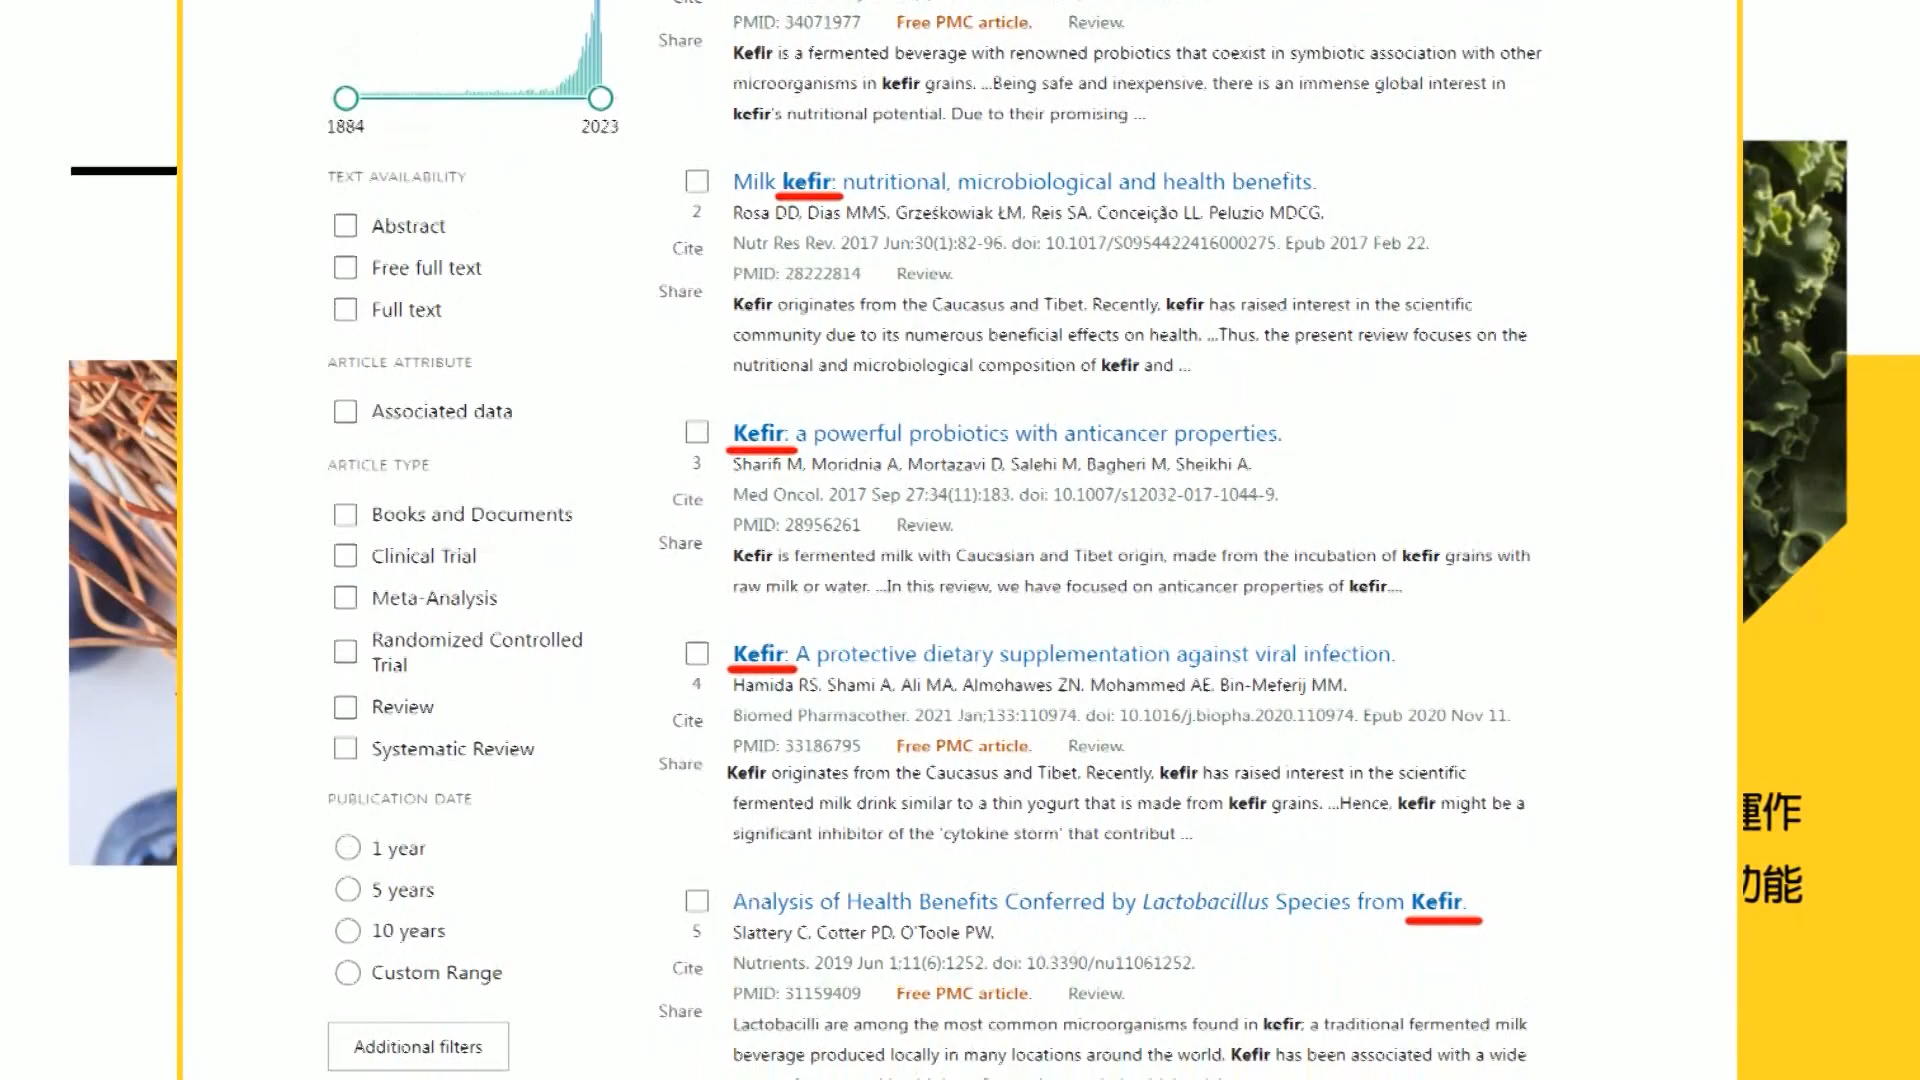 Share
PMID: 34071977 Free PMC article. Review.
Kefir is a fermented beverage with renowned probiotics that coexist in symbiotic association with other
microorganisms in kefir grains. ...Being safe and inexpensive, there is an immense global interest in
kefir's nutritional potential. Due to their promising ...
1884 2023
TEXT AVAILABILITY
Abstract
Free full text
Full text
ARTICLE ATTRIBUTE
Associated data
ARTICLE TYPE
Books and Documents
Clinical Trial
Meta-Analysis
Randomized Controlled
Trial
Review
Systematic Review
PUBLICATION DATE
1 year
5 years
10 years
Custom Range
Additional filters
Milk kefir: nutritional, microbiological and health benefits.
2
Cite
Share
Rosa DD, Dias MMS, Grześkowiak ŁM, Reis SA, Conceição LL, Peluzio MDCG.
Nutr Res Rev. 2017 Jun;30(1):82-96. doi: 10.1017/S0954422416000275. Epub 2017 Feb 22.
PMID: 28222814 Review.
Kefir originates from the Caucasus and Tibet. Recently, kefir has raised interest in the scientific
community due to its numerous beneficial effects on health. ...Thus, the present review focuses on the
nutritional and microbiological composition of kefir and ...
Kefir: a powerful probiotics with anticancer properties.
3
Cite
Share
Sharifi M, Moridnia A, Mortazavi D, Salehi M, Bagheri M, Sheikhi A.
Med Oncol. 2017 Sep 27;34(11):183. doi: 10.1007/s12032-017-1044-9.
PMID: 28956261 Review.
Kefir is fermented milk with Caucasian and Tibet origin, made from the incubation of kefir grains with
raw milk or water. ...In this review, we have focused on anticancer properties of kefir....
Kefir: A protective dietary supplementation against viral infection.
4
Cite
Share
Hamida RS, Shami A, Ali MA, Almohawes ZN, Mohammed AE, Bin-Meferij MM.
Biomed Pharmacother. 2021 Jan;133:110974. doi: 10.1016/j.biopha.2020.110974. Epub 2020 Nov 11.
PMID: 33186795 Free PMC article. Review.
Kefir originates from the Caucasus and Tibet. Recently, kefir has raised interest in the scientific
fermented milk drink similar to a thin yogurt that is made from kefir grains. ...Hence, kefir might be a
significant inhibitor of the 'cytokine storm' that contribut ...
Analysis of Health Benefits Conferred by Lactobacillus Species from Kefir.
5
Cite
Share
Slattery C, Cotter PD, O'Toole PW.
Nutrients. 2019 Jun 1;11(6):1252. doi: 10.3390/nu11061252.
PMID: 31159409 Free PMC article. Review.
Lactobacilli are among the most common microorganisms found in kefir; a traditional fermented milk
beverage produced locally in many locations around the world. Kefir has been associated with a wide
運作
功能